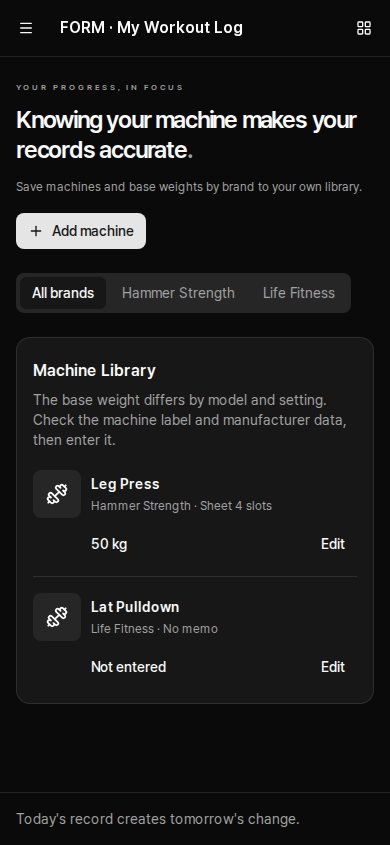 FORM · My Workout Log
YOUR PROGRESS, IN FOCUS
Knowing your machine makes your
records accurate.
Save machines and base weights by brand to your own library.
Add machine
All brands
Hammer Strength
Life Fitness
Machine Library
The base weight differs by model and setting.
Check the machine label and manufacturer data,
then enter it.
Leg Press
Hammer Strength · Sheet 4 slots
50 kg
Edit
Lat Pulldown
Life Fitness · No memo
Not entered
Edit
Today's record creates tomorrow's change.